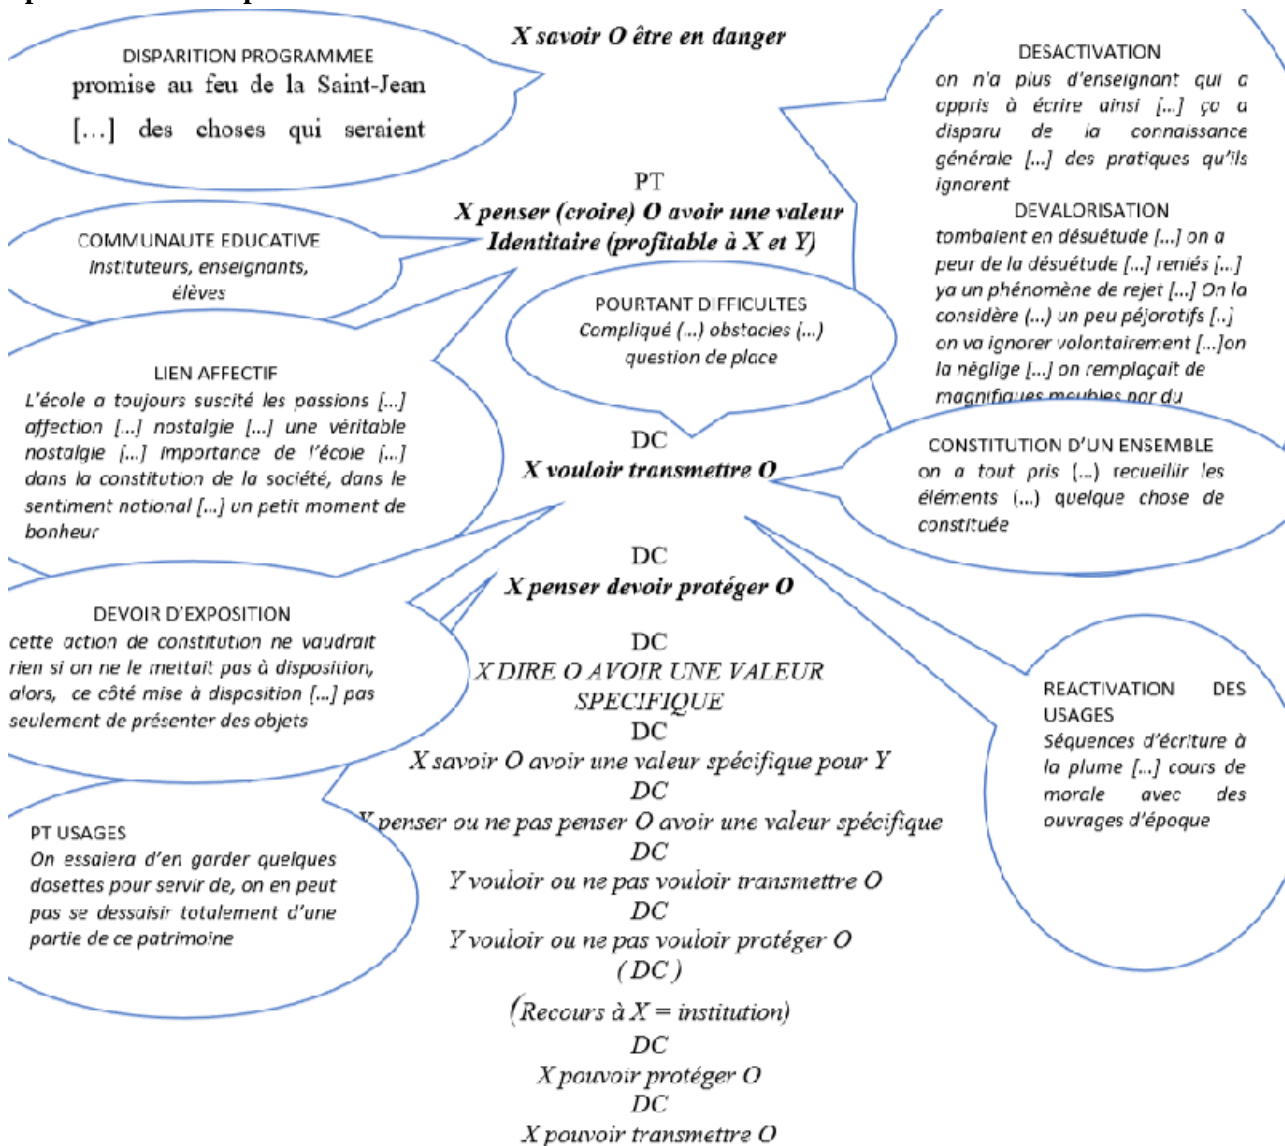 X savoir O être en danger
DISPARITION PROGRAMMEE
promise au feu de la Saint-Jean
[…] des choses qui seraient
DESACTIVATION
on n'a plus d'enseignant qui a
appris à écrire ainsi […] ça a
disparu de la connaissance
générale […] des pratiques qu'ils
ignorent
DEVALORISATION
tombaient en désuétude […] on a
peur de la désuétude […] reniés […]
ya un phénomène de rejet […] On la
considère (…) un peu péjoratifs [..]
on va ignorer volontairement […]on
la néglige […] on remplaçait de
magnifiques meubles par du
PT
X penser (croire) O avoir une valeur
Identitaire (profitable à X et Y)
COMMUNAUTE EDUCATIVE
Instituteurs, enseignants,
élèves
POURTANT DIFFICULTES
Compliqué (…) obstacles (…)
question de place
LIEN AFFECTIF
L'école a toujours suscité les passions […]
affection […] nostalgie […] une véritable
nostalgie […] importance de l'école […]
dans la constitution de la société, dans le
sentiment national […] un petit moment de
bonheur
DC
X vouloir transmettre O
CONSTITUTION D'UN ENSEMBLE
on a tout pris (…) recueillir les
éléments (…) quelque chose de
constituée
DC
X penser devoir protéger O
DEVOIR D'EXPOSITION
cette action de constitution ne vaudrait
rien si on ne le mettait pas à disposition,
alors, ce côté mise à disposition […] pas
seulement de présenter des objets
DC
X DIRE O AVOIR UNE VALEUR
SPECIFIQUE
DC
X savoir O avoir une valeur spécifique pour Y
DC
Y penser ou ne pas penser O avoir une valeur spécifique
DC
Y vouloir ou ne pas vouloir transmettre O
DC
Y vouloir ou ne pas vouloir protéger O
(DC)
(Recours à X = institution)
DC
X pouvoir protéger O
DC
X pouvoir transmettre O
REACTIVATION DES
USAGES
Séquences d'écriture à
la plume […] cours de
morale avec des
ouvrages d'époque
PT USAGES
On essaiera d'en garder quelques
dosettes pour servir de, on en peut
pas se dessaisir totalement d'une
partie de ce patrimoine